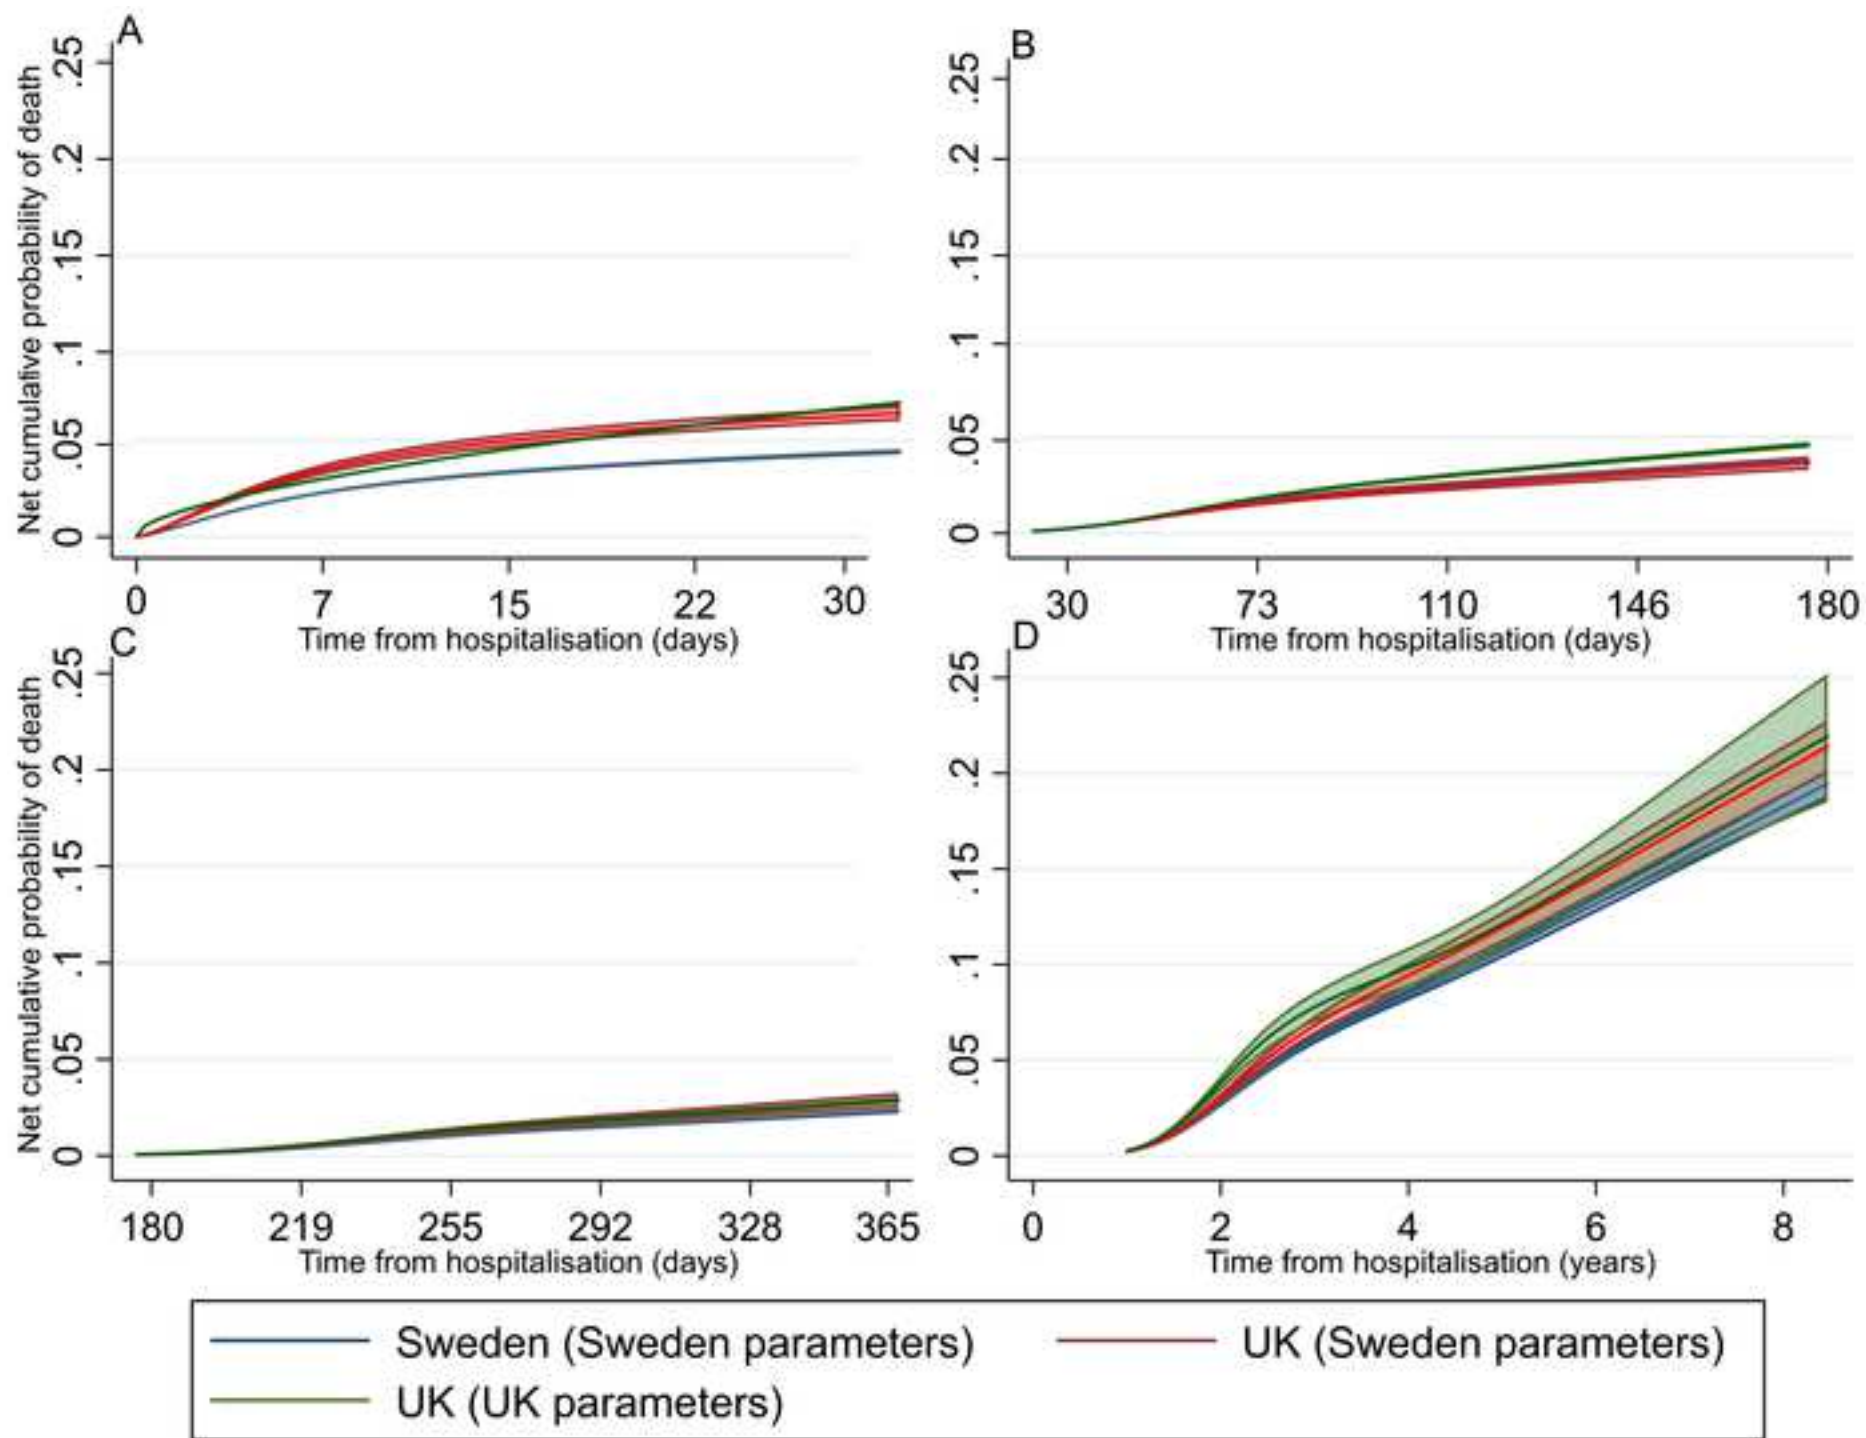 A
B
Net cumulative probability of death
.25
.2
.15
.1
.05
0
.25
.2
.15
.1
.05
0
0 7 15 22 30
30 73 110 146 180
Time from hospitalisation (days)
Time from hospitalisation (days)
C
D
Net cumulative probability of death
.25
.2
.15
.1
.05
0
.25
.2
.15
.1
.05
0
180 219 255 292 328 365
0 2 4 6 8
Time from hospitalisation (days)
Time from hospitalisation (years)
Sweden (Sweden parameters)
UK (Sweden parameters)
UK (UK parameters)